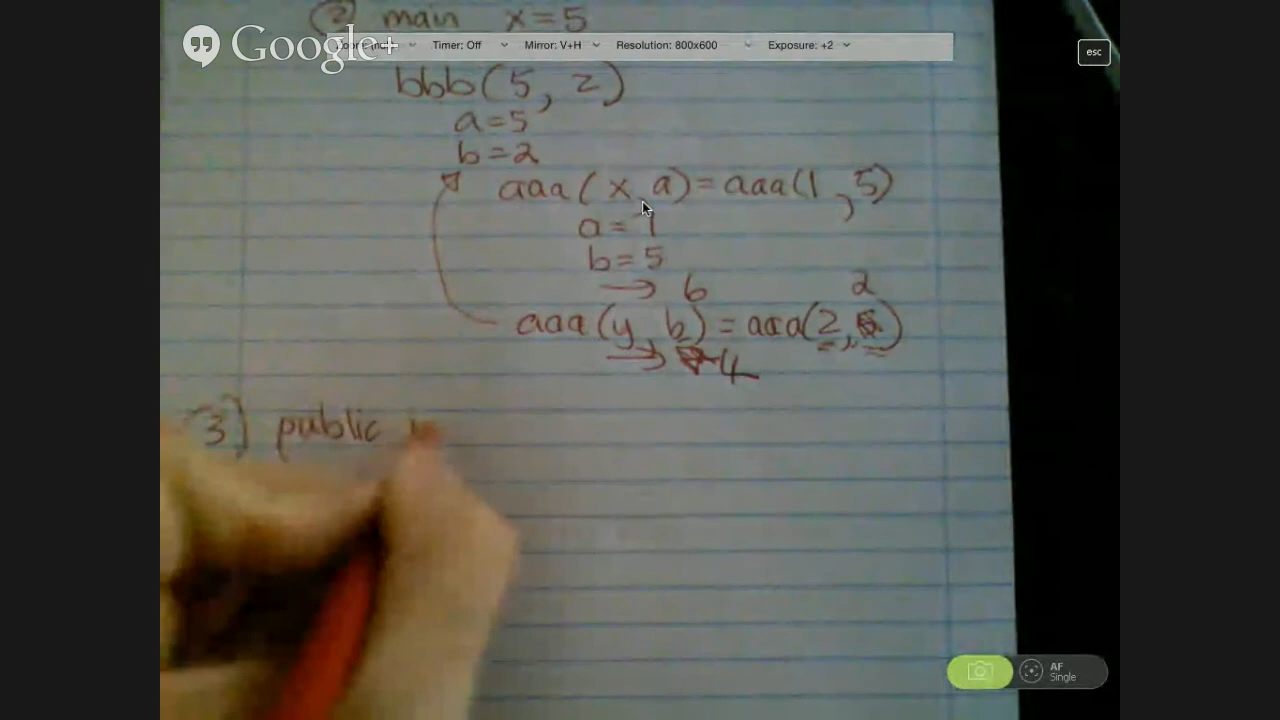 ② main x=5
Google+
Timer: Off Mirror: V+H Resolution: 800x600 Exposure: +2
esc
bbb(5, 2)
a=5
b=2
aaa(x, a) = aaa(1, 5)
a=1
b=5
→ 6
2
aaa(y, b) = aaa(2, )
→ 4
3] public
AF
Single